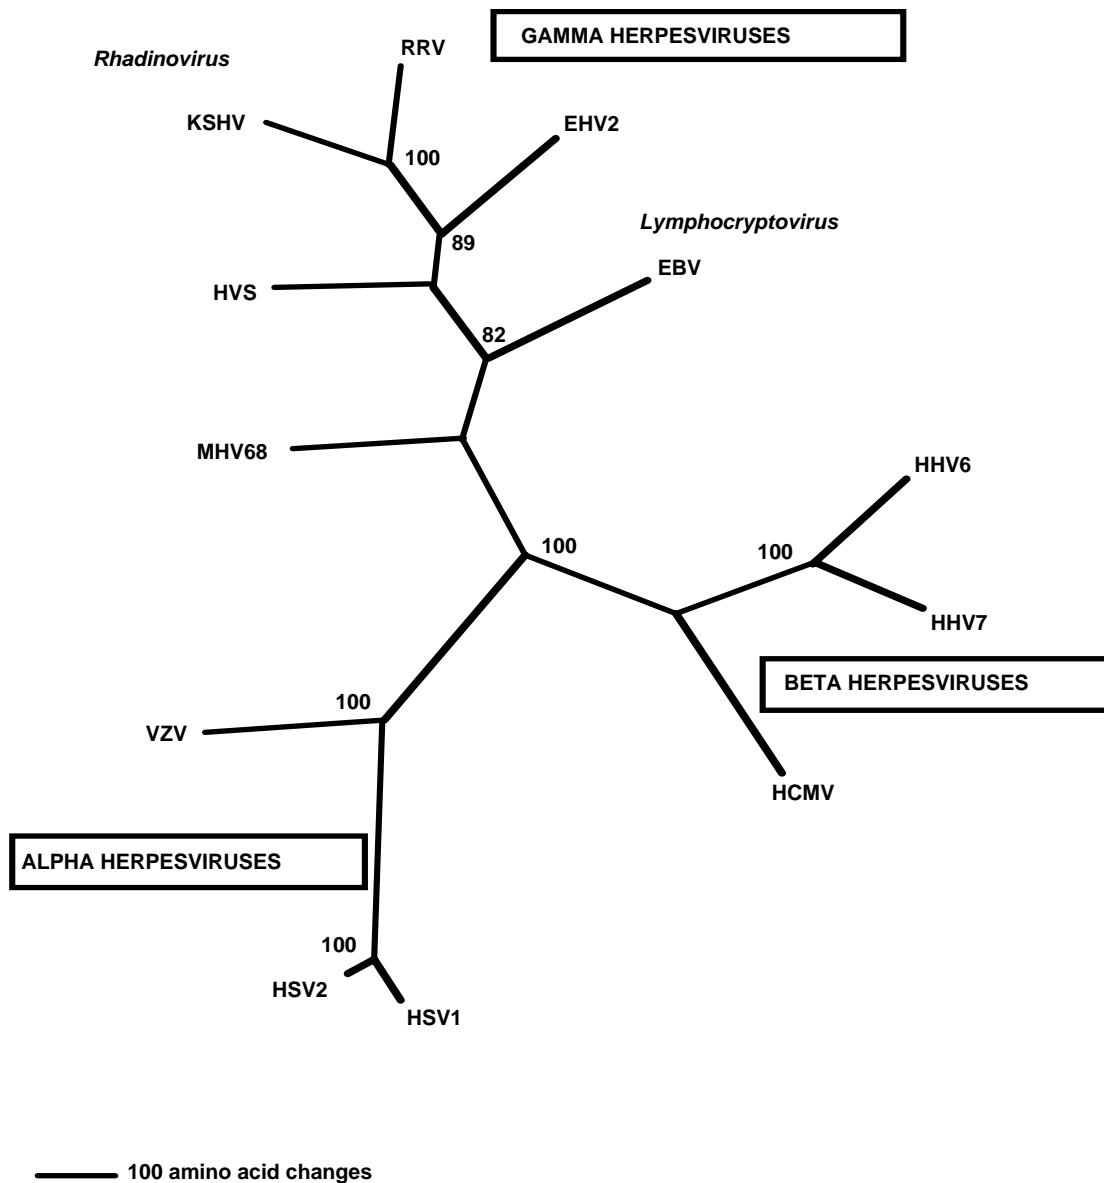 GAMMA HERPESVIRUSES
RRV
Rhadinovirus
KSHV
EHV2
100
Lymphocryptovirus
89
EBV
HVS
82
MHV68
HHV6
100
100
HHV7
BETA HERPESVIRUSES
100
VZV
HCMV
ALPHA HERPESVIRUSES
100
HSV2
HSV1
100 amino acid changes